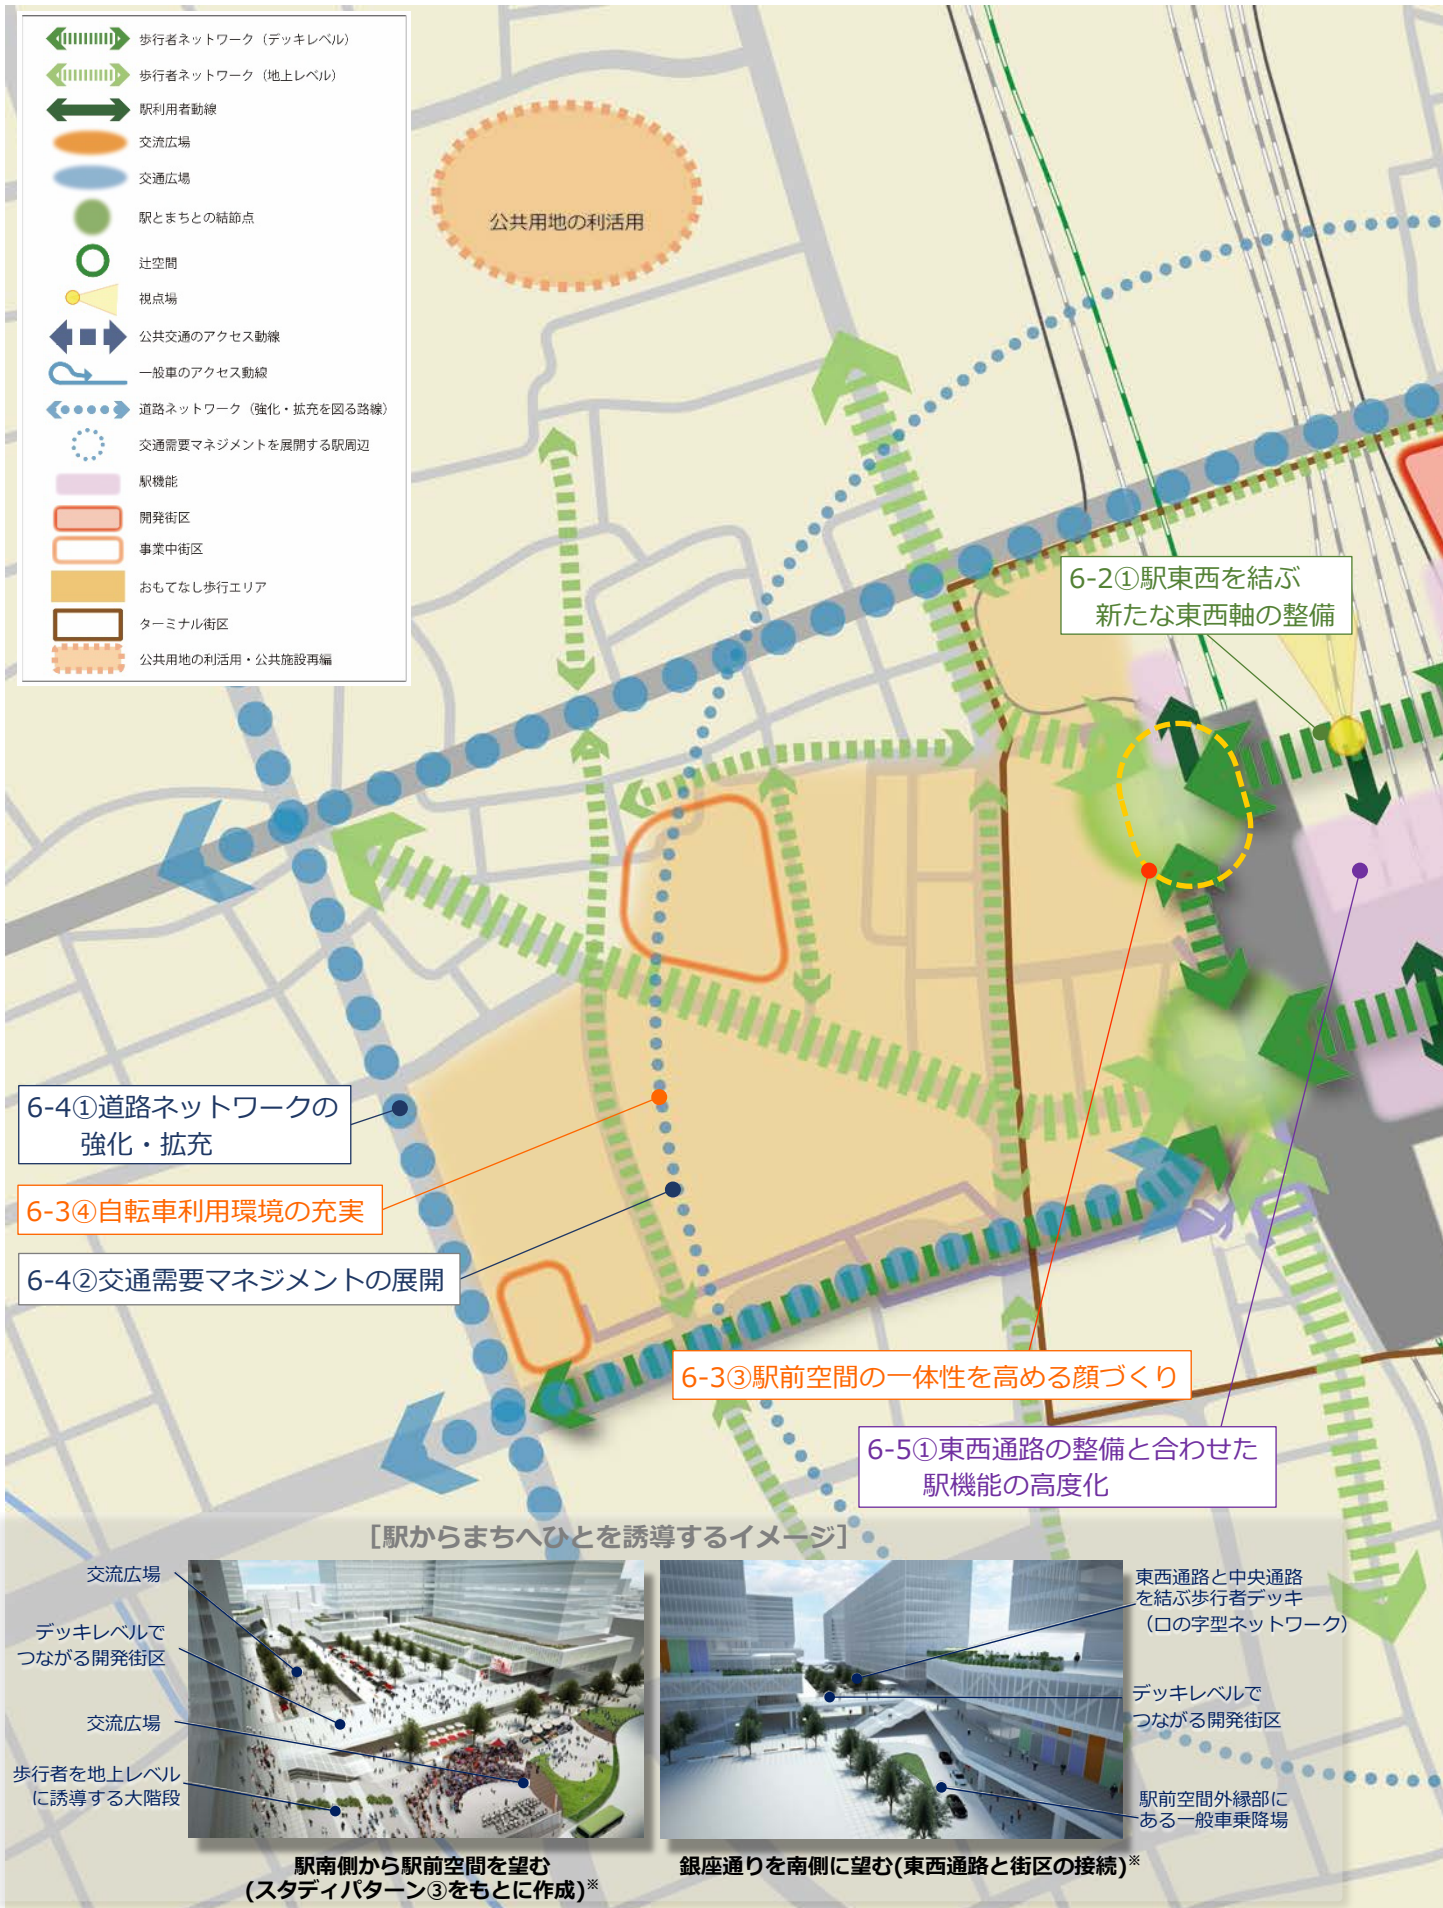 歩行者ネットワーク（デッキレベル）
歩行者ネットワーク（地上レベル）
駅利用者動線
交流広場
交通広場
駅とまちとの結節点
辻空間
視点場
公共交通のアクセス動線
一般車のアクセス動線
道路ネットワーク（強化・拡充を図る路線）
交通需要マネジメントを展開する駅周辺
駅機能
開発街区
事業中街区
おもてなし歩行エリア
ターミナル街区
公共用地の利活用・公共施設再編
公共用地の利活用
6-2①駅東西を結ぶ
新たな東西軸の整備
6-4①道路ネットワークの
強化・拡充
6-3④自転車利用環境の充実
6-4②交通需要マネジメントの展開
6-3③駅前空間の一体性を高める顔づくり
6-5①東西通路の整備と合わせた
駅機能の高度化
［駅からまちへひとを誘導するイメージ］
交流広場
デッキレベルで
つながる開発街区
交流広場
歩行者を地上レベル
に誘導する大階段
東西通路と中央通路
を結ぶ歩行者デッキ
（ロの字型ネットワーク）
デッキレベルで
つながる開発街区
駅前空間外縁部に
ある一般車乗降場
駅南側から駅前空間を望む
(スタディパターン③をもとに作成)※
銀座通りを南側に望む(東西通路と街区の接続)※